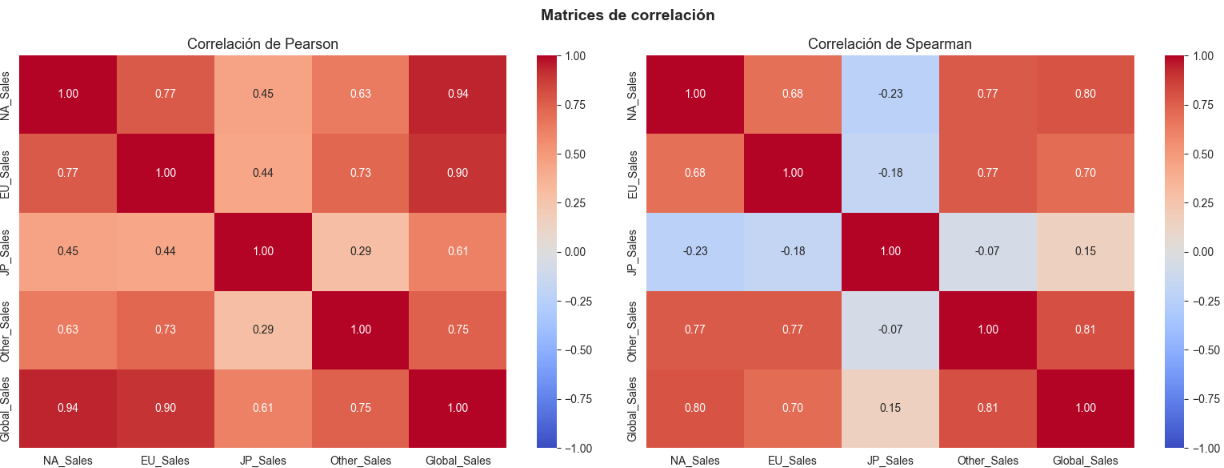 Matrices de correlación
Correlación de Pearson
NA_Sales 1.00 0.77 0.45 0.63 0.94
EU_Sales 0.77 1.00 0.44 0.73 0.90
JP_Sales 0.45 0.44 1.00 0.29 0.61
Other_Sales 0.63 0.73 0.29 1.00 0.75
Global_Sales 0.94 0.90 0.61 0.75 1.00
NA_Sales EU_Sales JP_Sales Other_Sales Global_Sales
1.00
0.75
0.50
0.25
0.00
−0.25
−0.50
−0.75
−1.00
Correlación de Spearman
NA_Sales 1.00 0.68 -0.23 0.77 0.80
EU_Sales 0.68 1.00 -0.18 0.77 0.70
JP_Sales -0.23 -0.18 1.00 -0.07 0.15
Other_Sales 0.77 0.77 -0.07 1.00 0.81
Global_Sales 0.80 0.70 0.15 0.81 1.00
NA_Sales EU_Sales JP_Sales Other_Sales Global_Sales
1.00
0.75
0.50
0.25
0.00
−0.25
−0.50
−0.75
−1.00